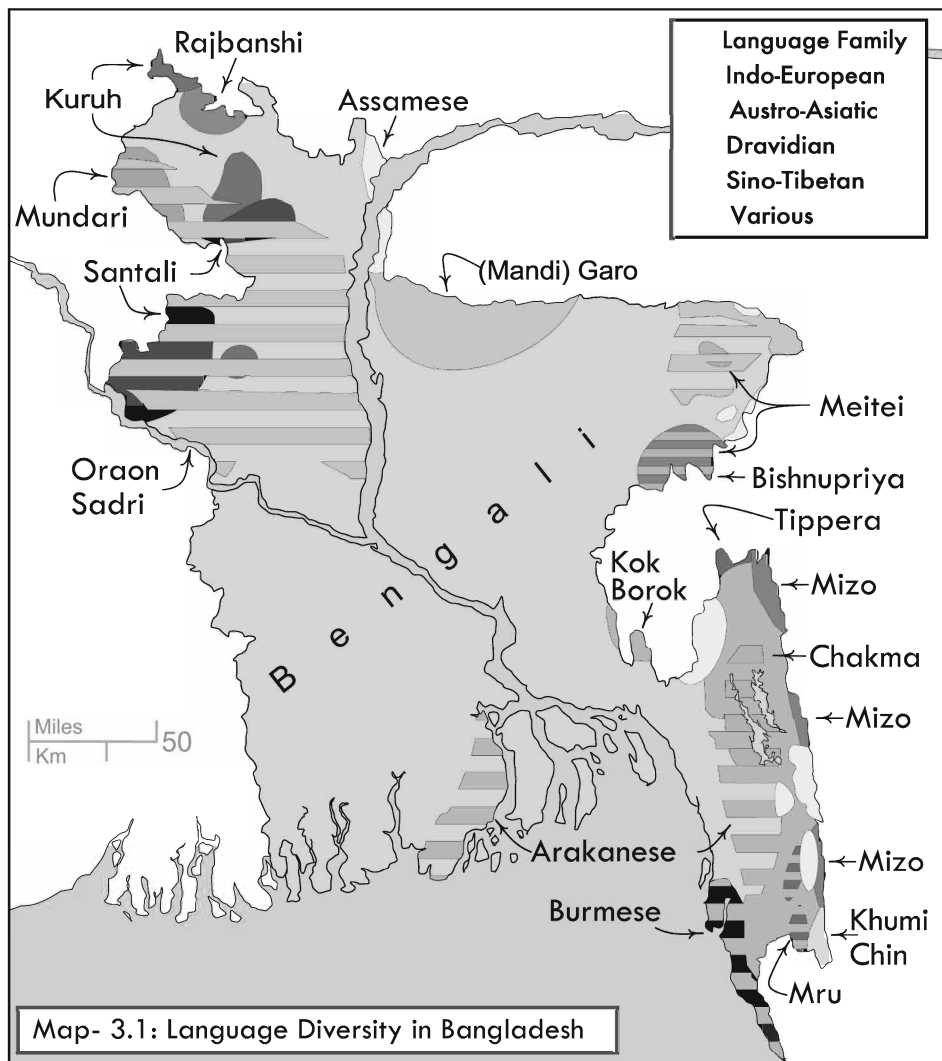 Rajbanshi
Kuruh
Assamese
Mundari
Santali
(Mandi) Garo
Meitei
Oraon
Sadri
Bishnupriya
Tippera
Kok
Borok
Mizo
Chakma
Mizo
Bengali
Miles
Km
50
Arakanese
Mizo
Burmese
Khumi
Chin
Mru
Language Family
Indo-European
Austro-Asiatic
Dravidian
Sino-Tibetan
Various
Map- 3.1: Language Diversity in Bangladesh